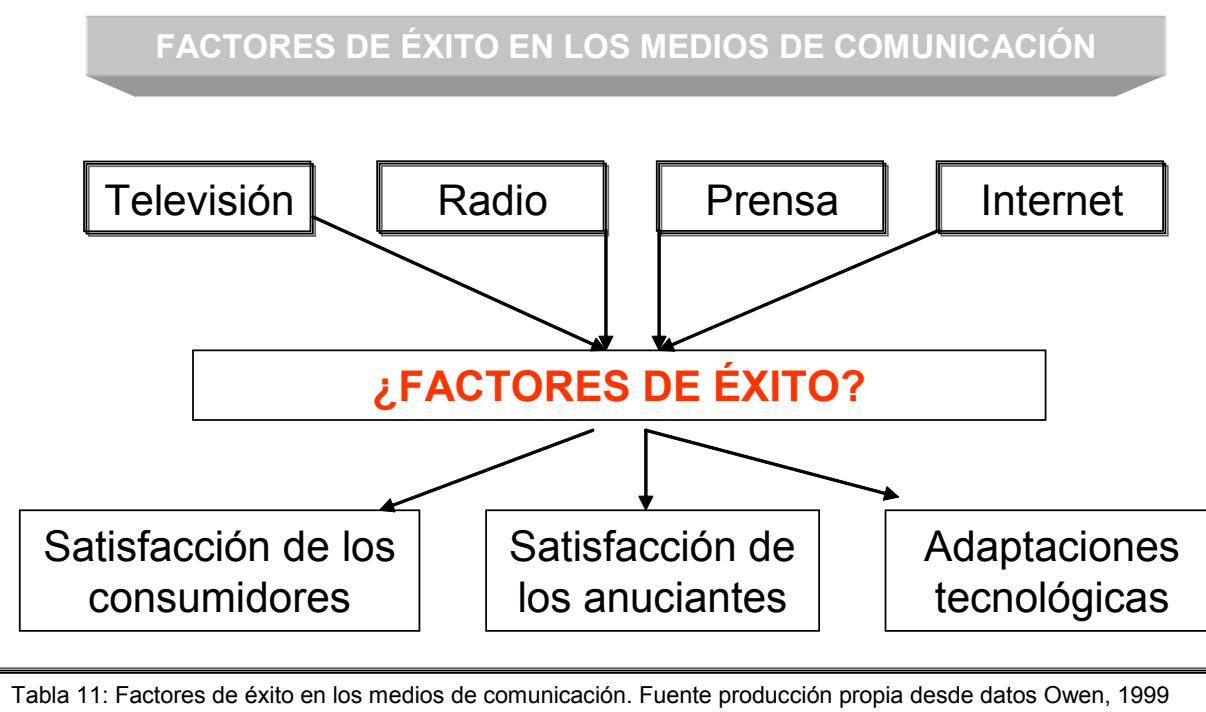 FACTORES DE ÉXITO EN LOS MEDIOS DE COMUNICACIÓN
Televisión
Radio
Prensa
Internet
¿FACTORES DE ÉXITO?
Satisfacción de los
consumidores
Satisfacción de
los anuciantes
Adaptaciones
tecnológicas
Tabla 11: Factores de éxito en los medios de comunicación. Fuente producción propia desde datos Owen, 1999